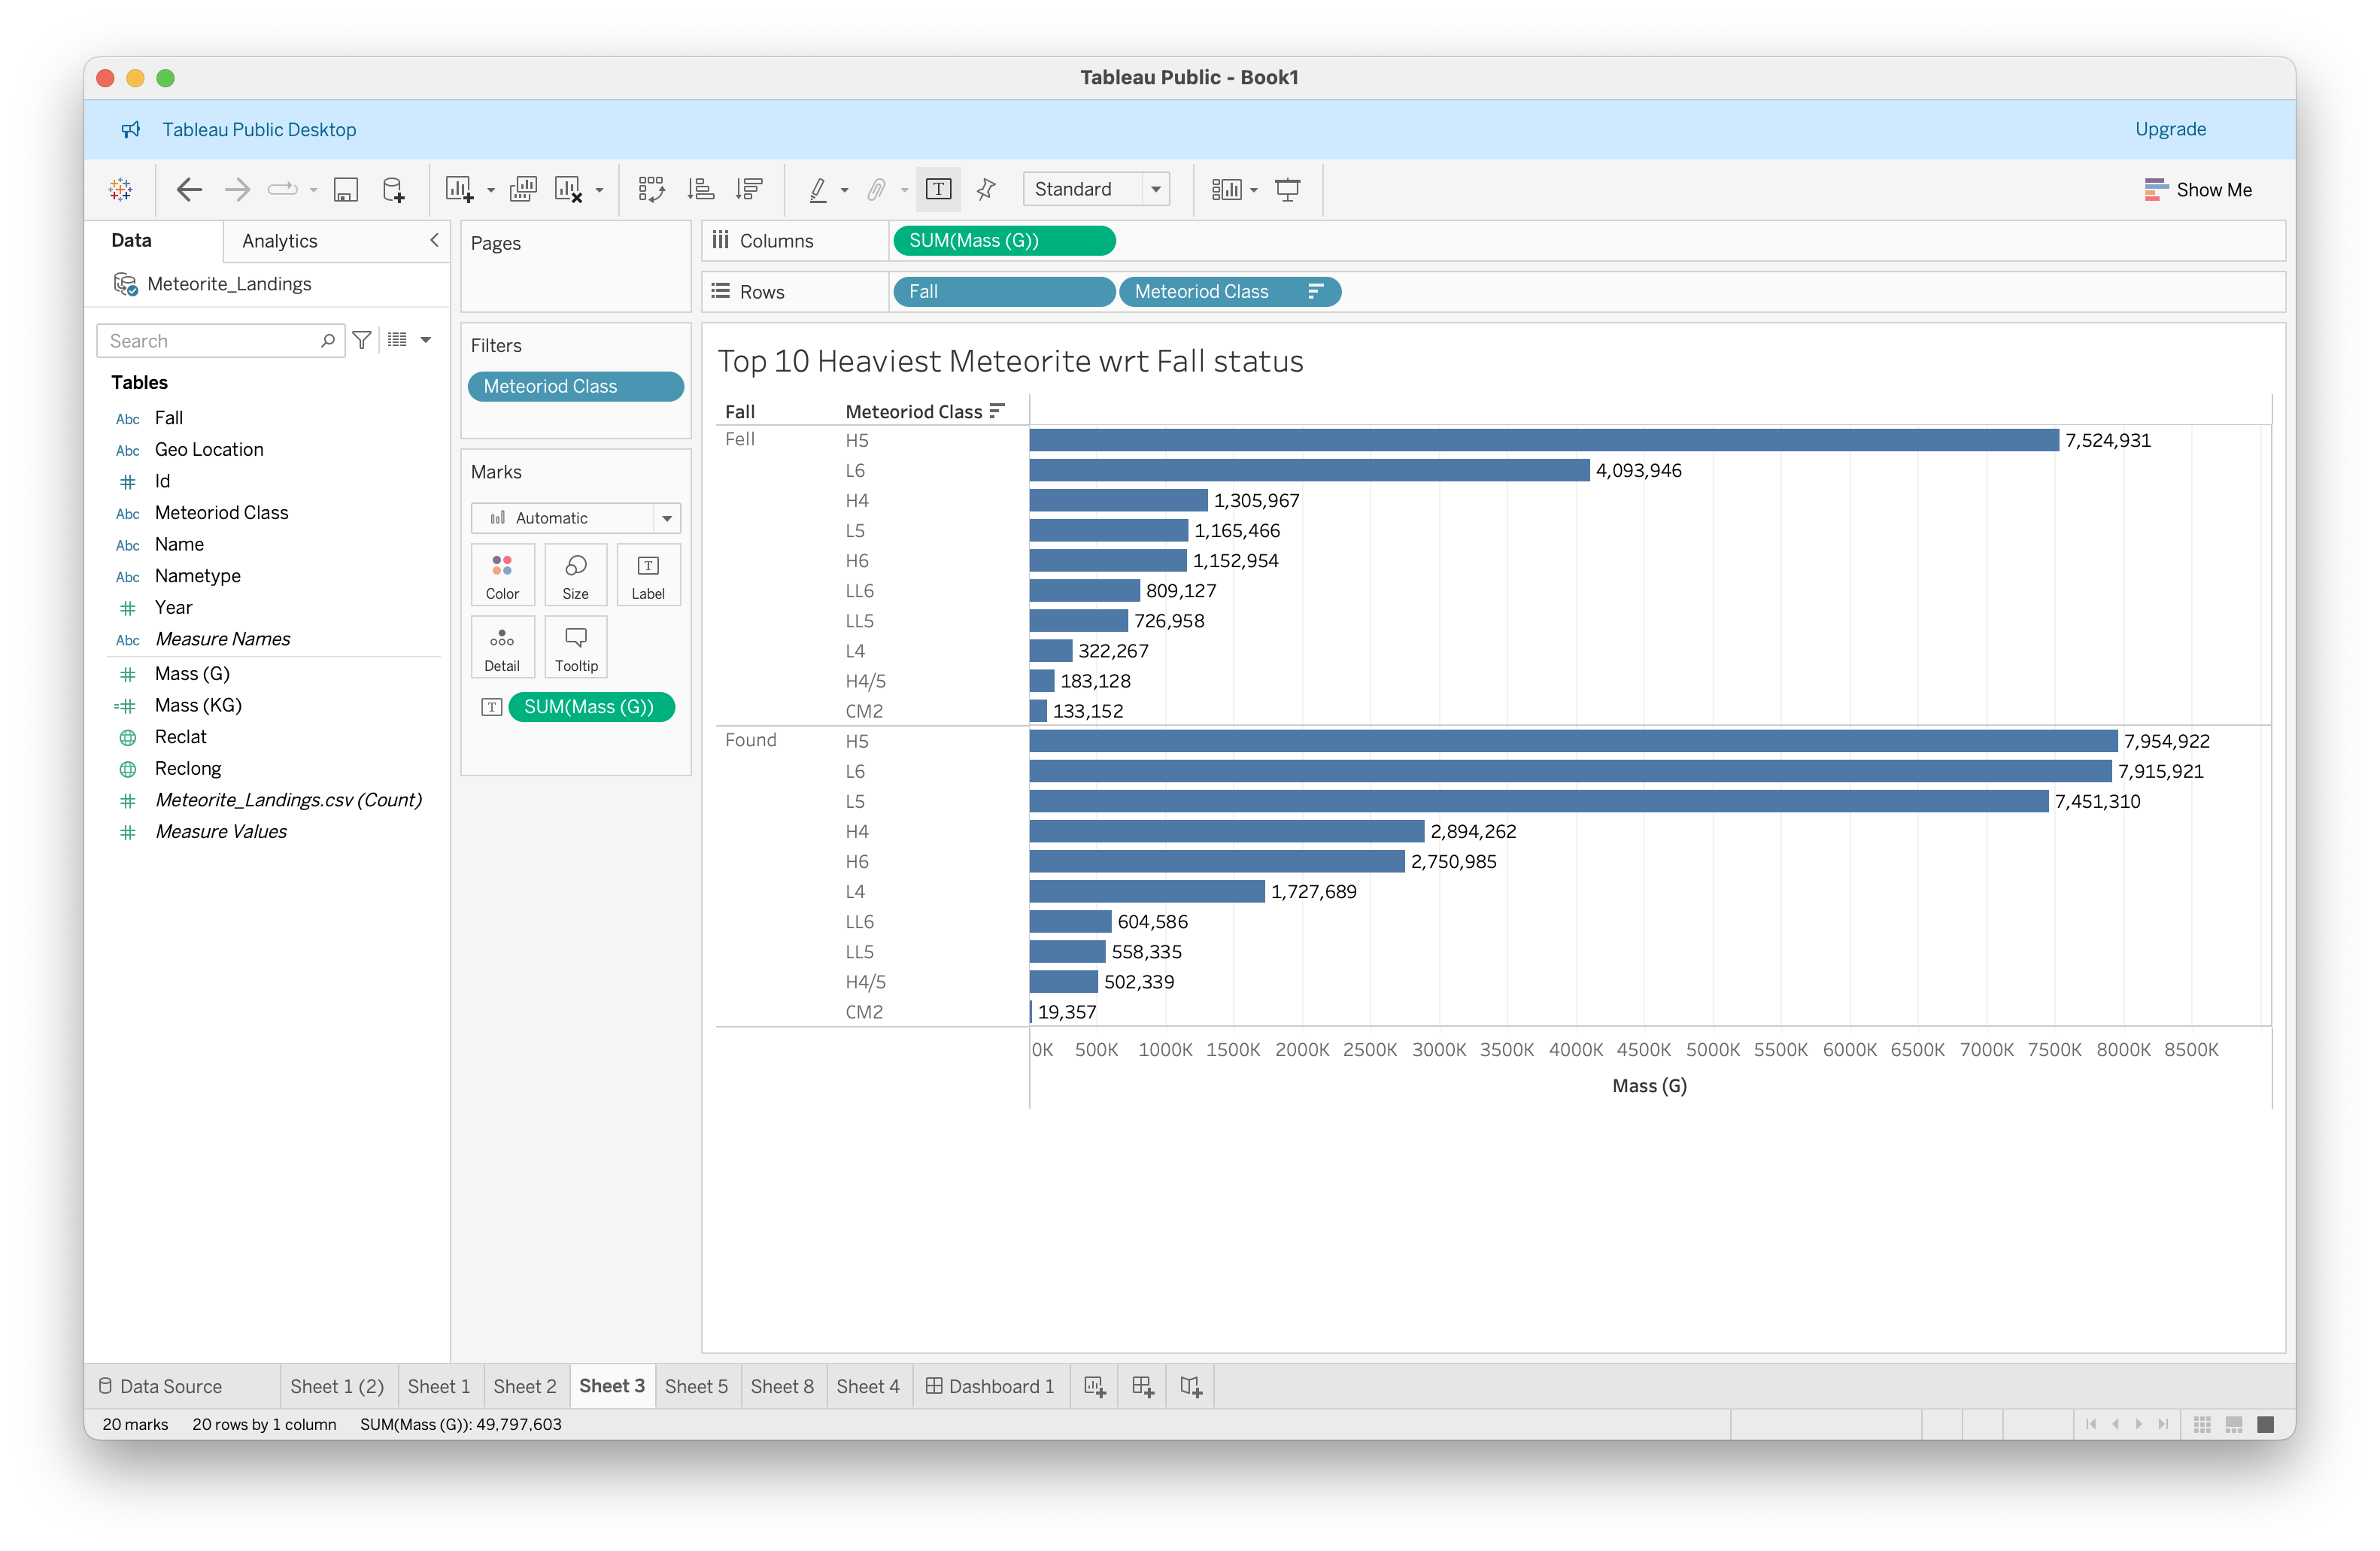 Tableau Public - Book1
Tableau Public Desktop
Upgrade
Standard
Show Me
Data
Analytics
Meteorite_Landings
Search
Tables
Abc Fall
Abc Geo Location
# Id
Abc Meteoriod Class
Abc Name
Abc Nametype
# Year
Abc Measure Names
# Mass (G)
=# Mass (KG)
Reclat
Reclong
# Meteorite_Landings.csv (Count)
# Measure Values
Pages
Filters
Meteoriod Class
Marks
Automatic
Color
Size
T
Label
Detail
Tooltip
T SUM(Mass (G))
Columns
SUM(Mass (G))
Rows
Fall
Meteoriod Class
Top 10 Heaviest Meteorite wrt Fall status
Fall
Meteoriod Class
Fell H5 7,524,931
L6 4,093,946
H4 1,305,967
L5 1,165,466
H6 1,152,954
LL6 809,127
LL5 726,958
L4 322,267
H4/5 183,128
CM2 133,152
Found H5 7,954,922
L6 7,915,921
L5 7,451,310
H4 2,894,262
H6 2,750,985
L4 1,727,689
LL6 604,586
LL5 558,335
H4/5 502,339
CM2 19,357
0K 500K 1000K 1500K 2000K 2500K 3000K 3500K 4000K 4500K 5000K 5500K 6000K 6500K 7000K 7500K 8000K 8500K
Mass (G)
Data Source
Sheet 1 (2)
Sheet 1
Sheet 2
Sheet 3
Sheet 5
Sheet 8
Sheet 4
Dashboard 1
20 marks 20 rows by 1 column SUM(Mass (G)): 49,797,603